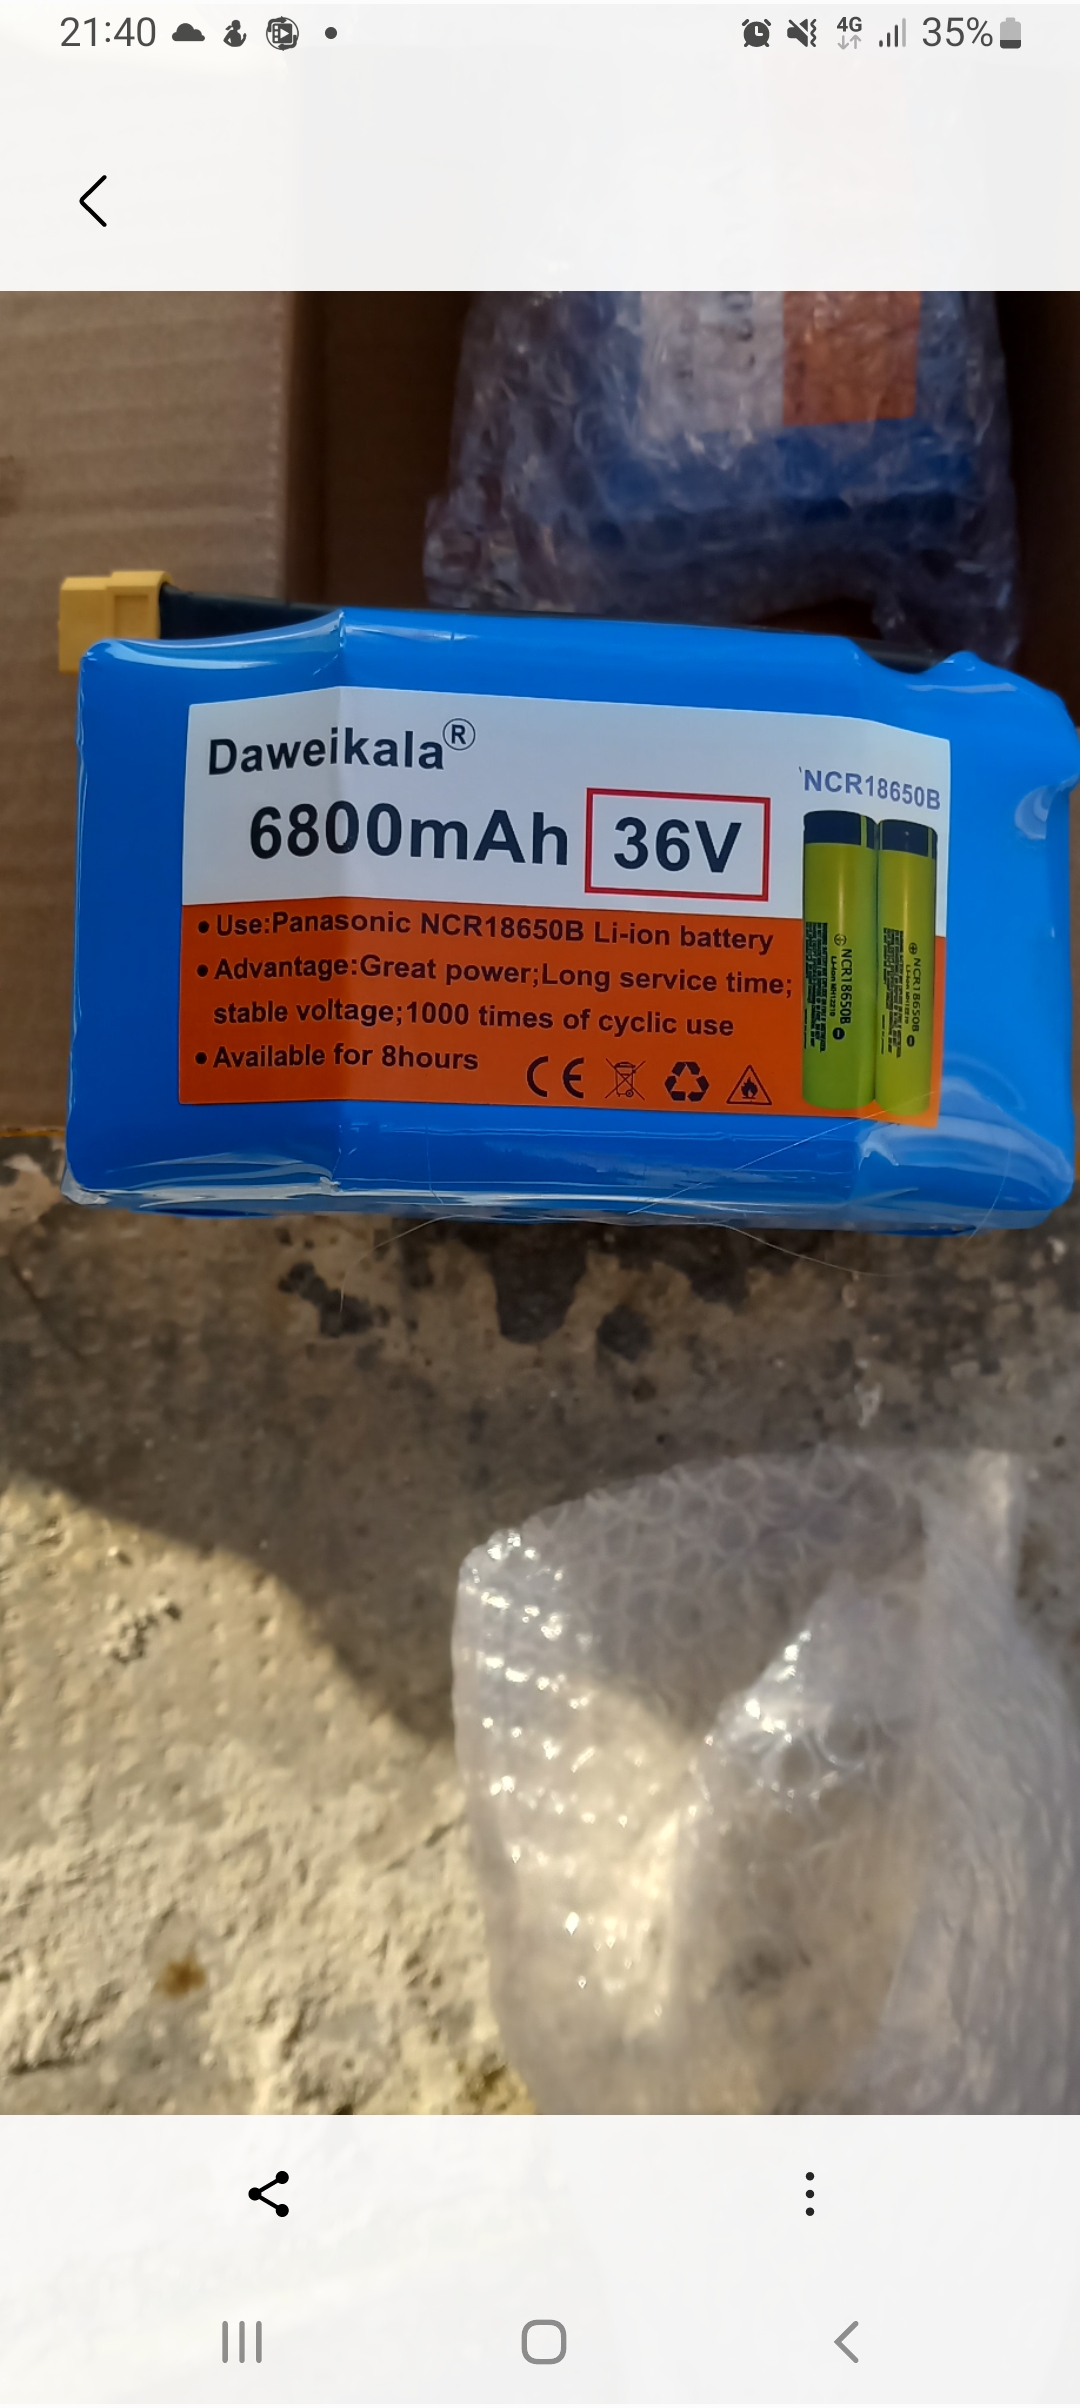 21:40
4G
35%
Daweikala®
6800mAh 36V
`NCR18650B
• Use:Panasonic NCR18650B Li-ion battery
• Advantage:Great power;Long service time;
stable voltage;1000 times of cyclic use
• Available for 8hours
CE
NCR18650B
NCR18650B